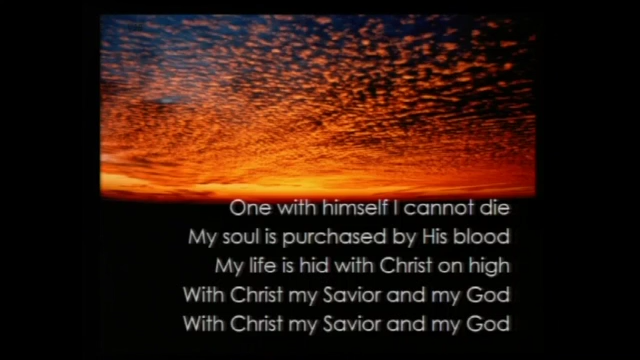 One with himself I cannot die
My soul is purchased by His blood
My life is hid with Christ on high
With Christ my Savior and my God
With Christ my Savior and my God